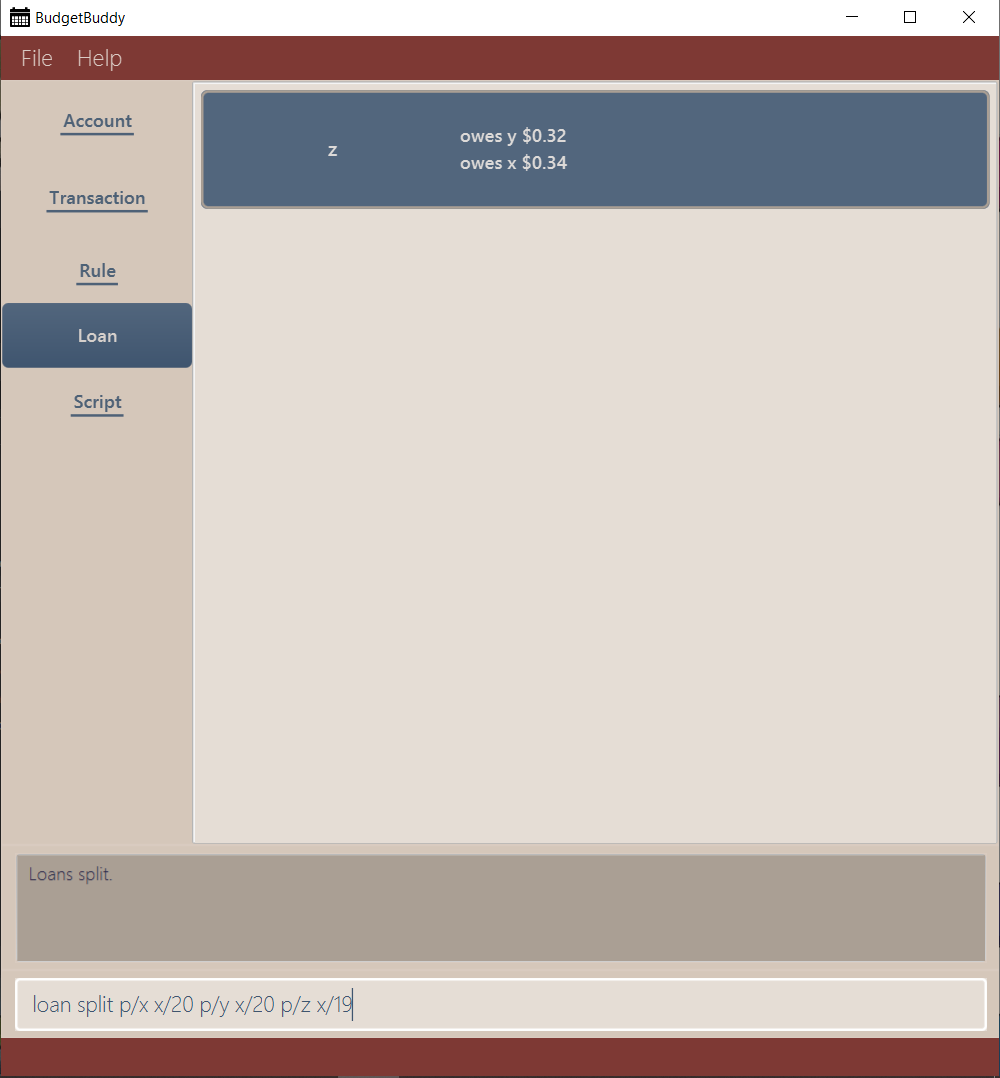 BudgetBuddy
File Help
Account
Transaction
Rule
Loan
Script
z
owes y $0.32
owes x $0.34
Loans split.
loan split p/x x/20 p/y x/20 p/z x/19